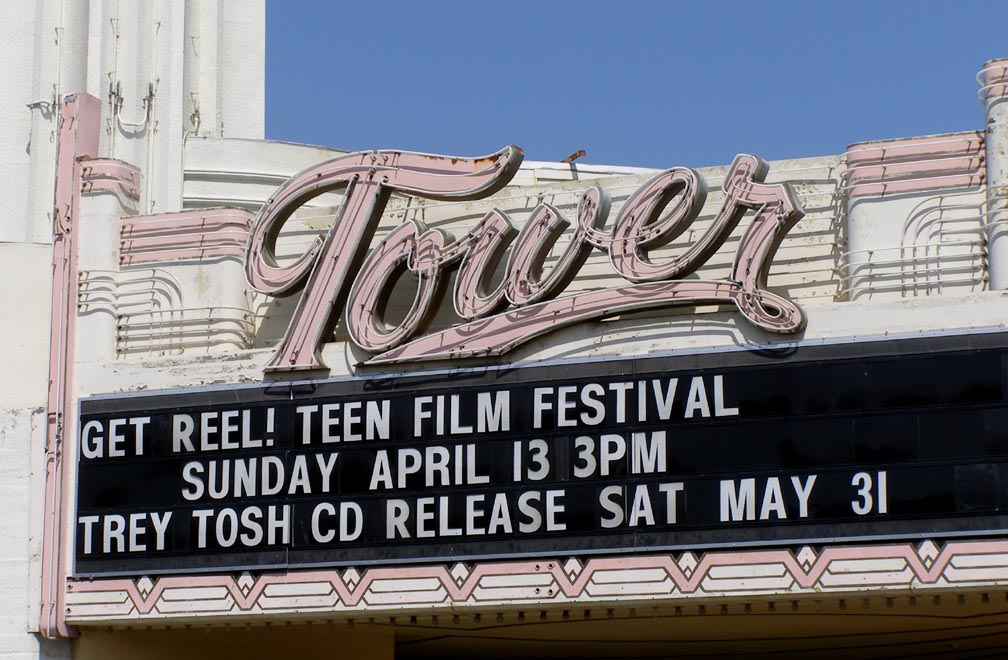 Tower
GET REEL! TEEN FILM FESTIVAL
SUNDAY APRIL 13 3PM
TREY TOSH CD RELEASE SAT MAY 31